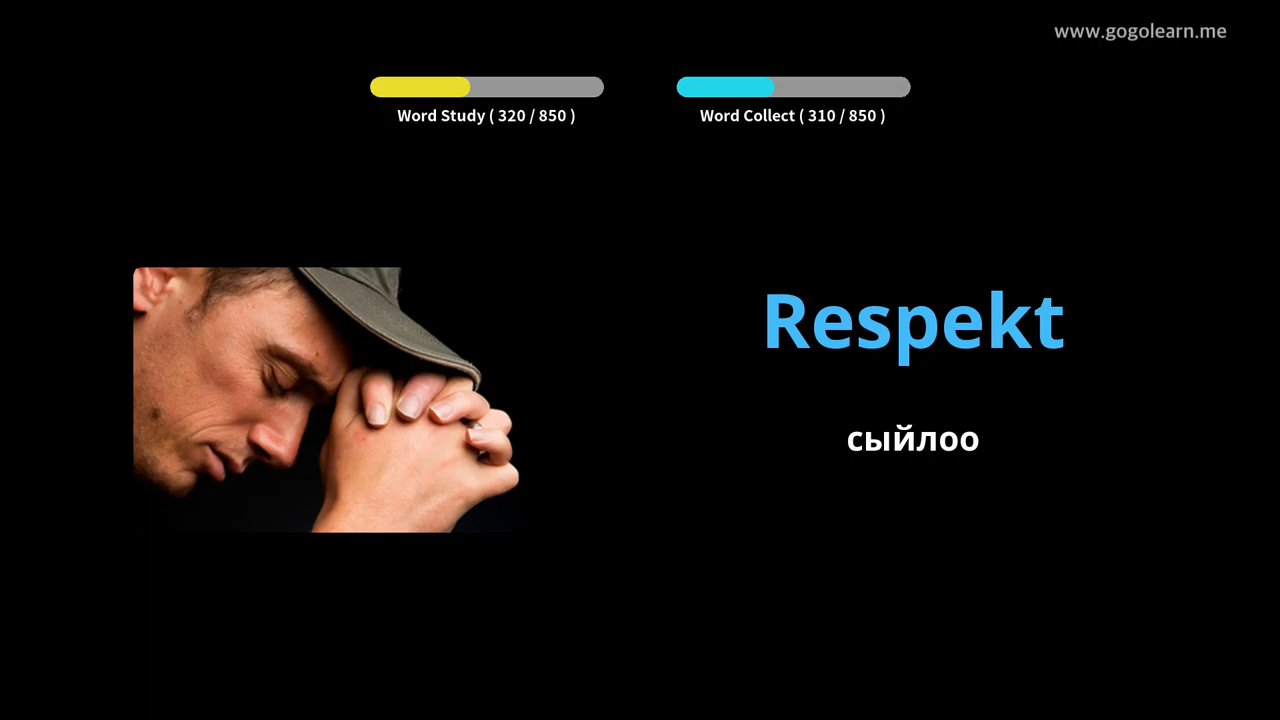 www.gogolearn.me
Word Study ( 320 / 850 )
Word Collect ( 310 / 850 )
Respekt
сыйлоо